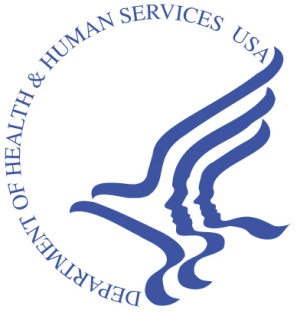 DEPARTMENT OF HEALTH & HUMAN SERVICES USA